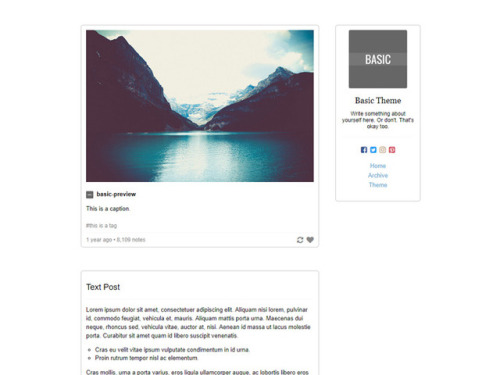 BASIC
Basic Theme
Write something about
yourself here. Or don't. That's
okay too.
Home
Archive
Theme
basic-preview
This is a caption
#this is a tag
1 year ago • 8,109 notes
Text Post
Lorem ipsum dolor sit amet, consectetuer adipiscing elit. Aliquam nisi lorem, pulvinar
id, commodo feugiat, vehicula et, mauris. Aliquam mattis porta urna. Maecenas dui
neque, rhoncus sed, vehicula vitae, auctor at, nisi. Aenean id massa ut lacus molestie
porta. Curabitur sit amet quam id libero suscipit venenatis.
Cras eu velit vitae ipsum vulputate condimentum in id urna.
Proin rutrum tempor nisl ac elementum.
Cras mollis, urna a porta varius, eros ligula ullamcorper augue, ac lobortis libero eros